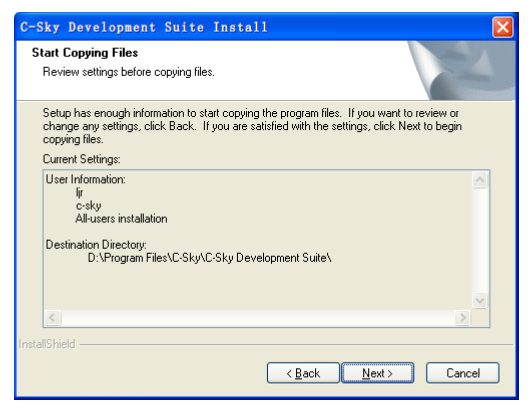 C-Sky Development Suite Install
Start Copying Files
Review settings before copying files.
Setup has enough information to start copying the program files.  If you want to review or
change any settings, click Back.  If you are satisfied with the settings, click Next to begin
copying files.
Current Settings:
User Information:
ljr
c-sky
All-users installation
Destination Directory:
D:\Program Files\C-Sky\C-Sky Development Suite\
InstallShield
< Back
Next >
Cancel